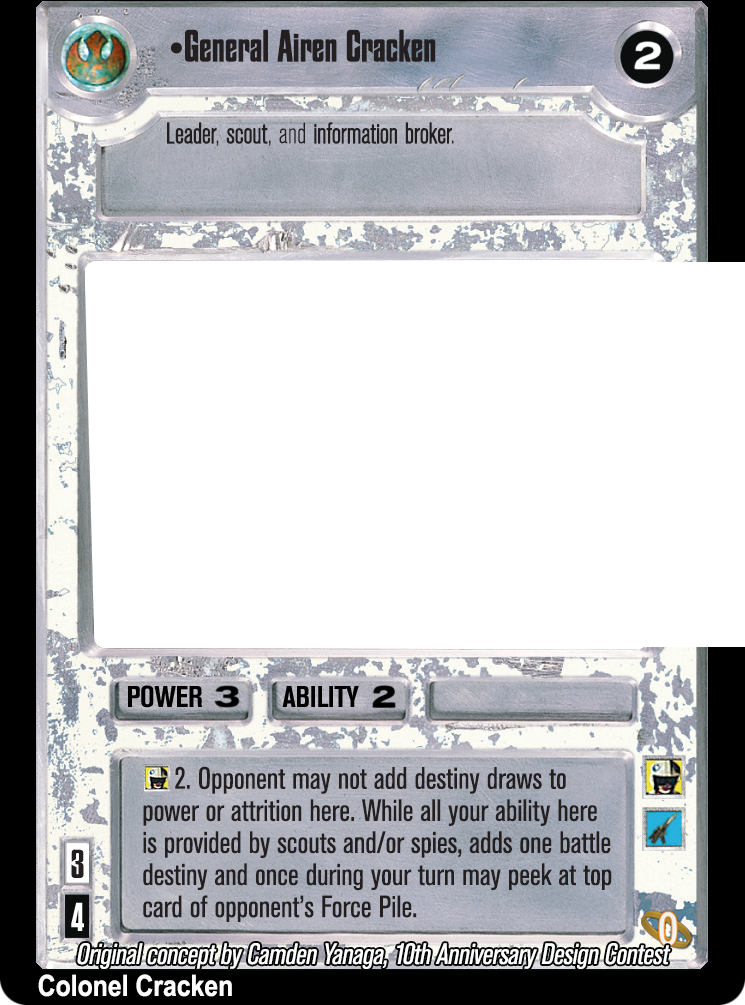 •General Airen Cracken
2
Leader, scout, and information broker.
POWER 3
ABILITY 2
2. Opponent may not add destiny draws to
power or attrition here. While all your ability here
is provided by scouts and/or spies, adds one battle
destiny and once during your turn may peek at top
card of opponent's Force Pile.
3
4
0
Original concept by Camden Yanaga, 10th Anniversary Design Contest
Colonel Cracken